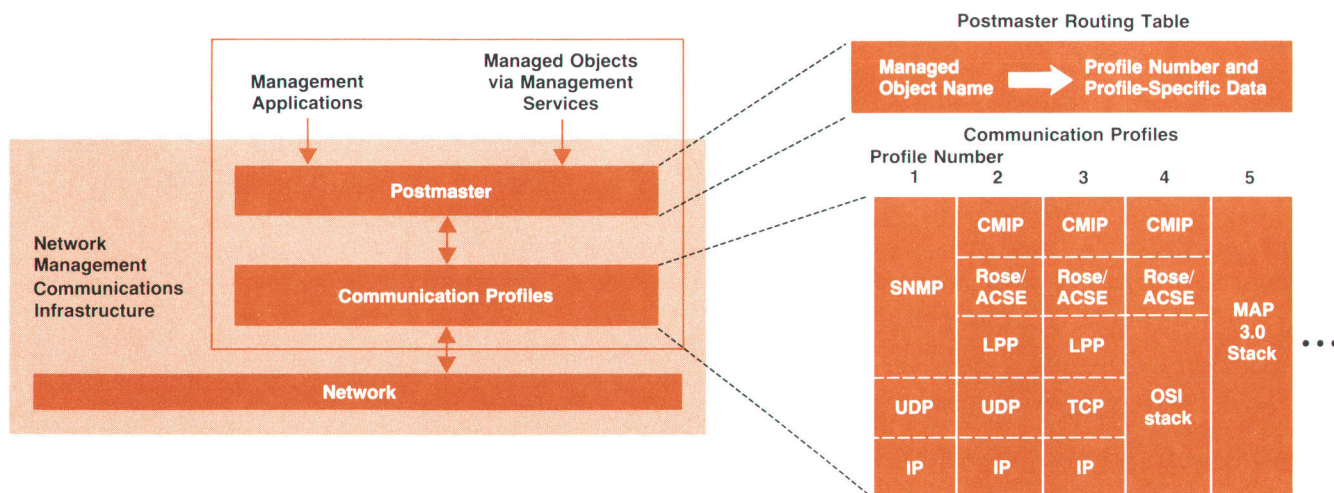 Management
Applications
Managed Objects
via Management
Services
Postmaster
Network
Management
Communications
Infrastructure
Communication Profiles
Network
Postmaster Routing Table
Managed
Object Name
Profile Number and
Profile-Specific Data
Communication Profiles
Profile Number
1 2 3 4 5
CMIP CMIP CMIP
SNMP
Rose/
ACSE
Rose/
ACSE
Rose/
ACSE
MAP
3.0
Stack
LPP LPP
UDP UDP TCP
OSI
stack
IP IP IP
•••